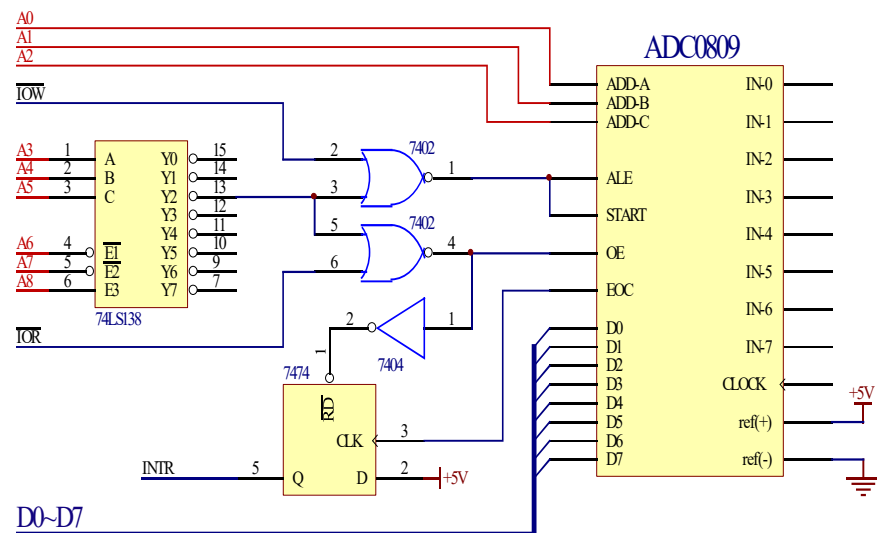 A0
A1
A2
ADC0809
IOW
ADD-A IN-0
ADD-B
ADD-C IN-1
7402
A3 1 A Y0 15 2 1
A4 2 B Y1 14 ALE IN-2
A5 3 C Y2 13 3
Y3 12 START IN-3
Y4 11 7402
A6 4 E1 Y5 10 5 4 OE IN-4
A7 5 E2 Y6 9 6
A8 6 E3 Y7 7 EOC IN-5
74LS138
IN-6
IOR 2 1 D0
7404 D1 IN-7
1 D2
7474 D3 CLOCK
RD D4 +5V
CLK 3 D5 ref(+)
D6
INTR 5 Q D 2 +5V D7 ref(-)
D0~D7